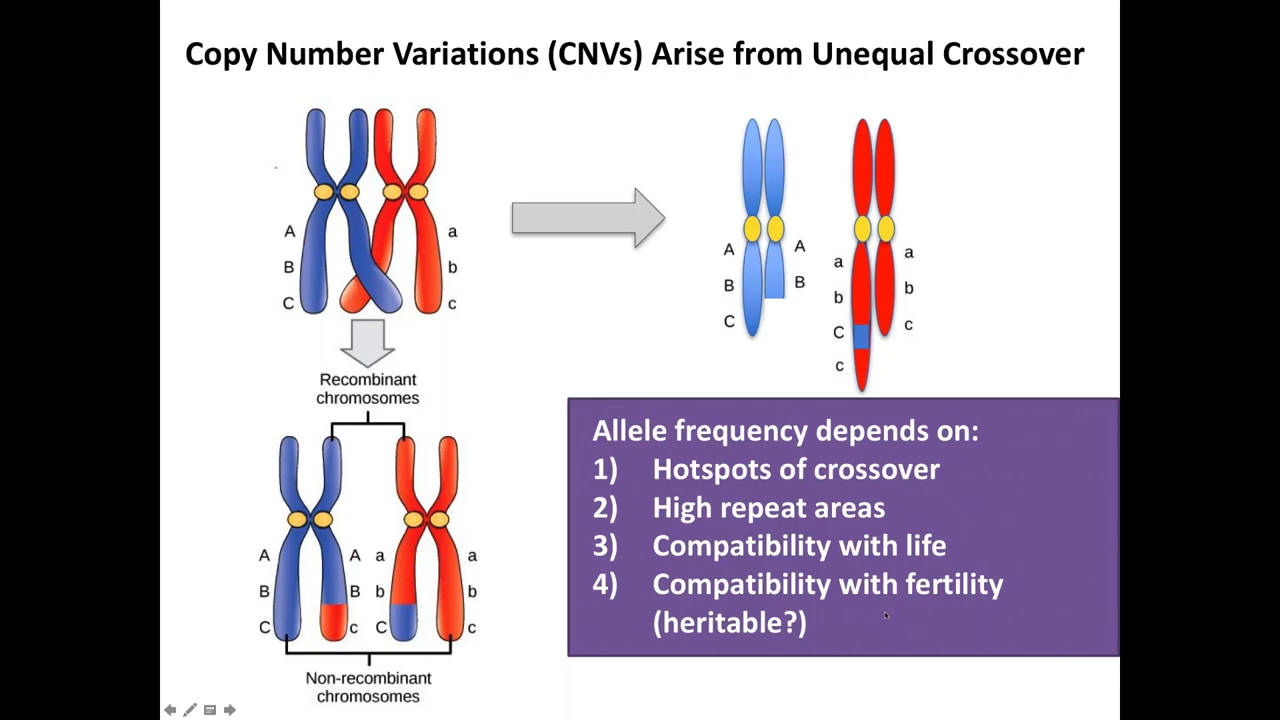 Copy Number Variations (CNVs) Arise from Unequal Crossover
A
B
C
a
b
c
Recombinant
chromosomes
A
B
C
A
B
c
a
b
C
a
b
c
Non-recombinant
chromosomes
A
B
C
A
B
a
b
C
c
a
b
c
Allele frequency depends on:
1) Hotspots of crossover
2) High repeat areas
3) Compatibility with life
4) Compatibility with fertility
(heritable?)